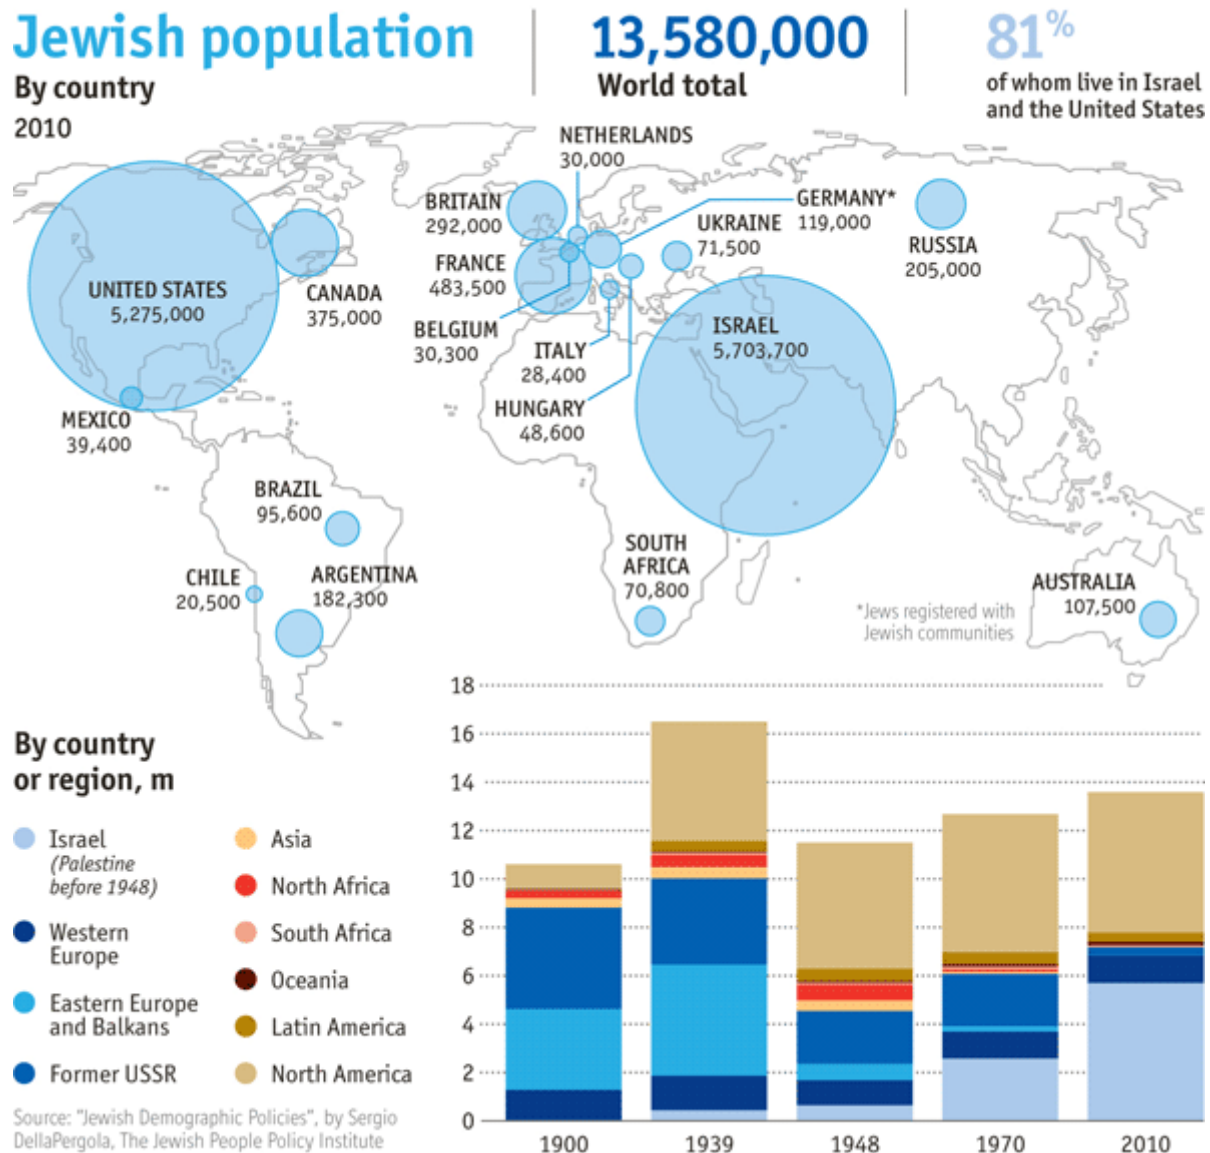 Jewish population
By country
2010
13,580,000
World total
81%
of whom live in Israel
and the United States
NETHERLANDS
30,000
BRITAIN
292,000
GERMANY*
119,000
UKRAINE
71,500
RUSSIA
205,000
FRANCE
483,500
UNITED STATES
5,275,000
CANADA
375,000
BELGIUM
30,300
ITALY
28,400
ISRAEL
5,703,700
HUNGARY
48,600
MEXICO
39,400
BRAZIL
95,600
SOUTH
AFRICA
70,800
CHILE
20,500
ARGENTINA
182,300
AUSTRALIA
107,500
*Jews registered with
Jewish communities
By country
or region, m
Israel
(Palestine
before 1948)
Western
Europe
Eastern Europe
and Balkans
Former USSR
Asia
North Africa
South Africa
Oceania
Latin America
North America
18
16
14
12
10
8
6
4
2
0
1900
1939
1948
1970
2010
Source: "Jewish Demographic Policies", by Sergio
DellaPergola, The Jewish People Policy Institute